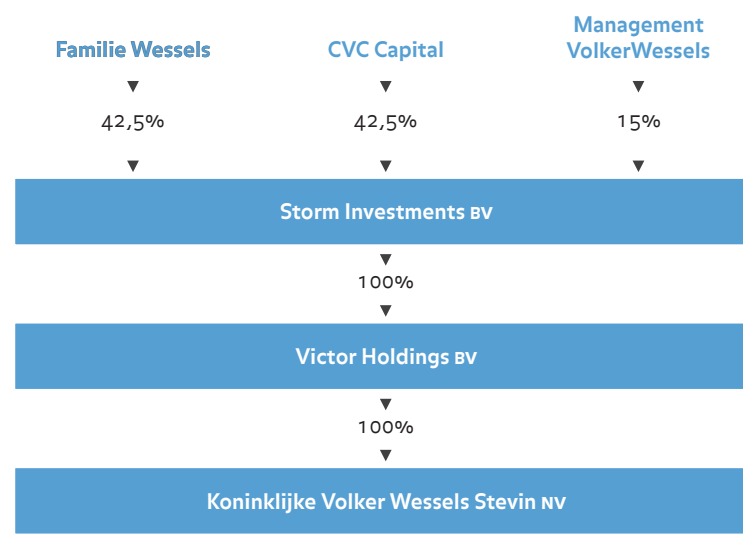 Familie Wessels
CVC Capital
Management
VolkerWessels
▼
▼
▼
42,5%
42,5%
15%
▼
▼
▼
Storm Investments BV
▼
100%
▼
Victor Holdings BV
▼
100%
▼
Koninklijke Volker Wessels Stevin NV